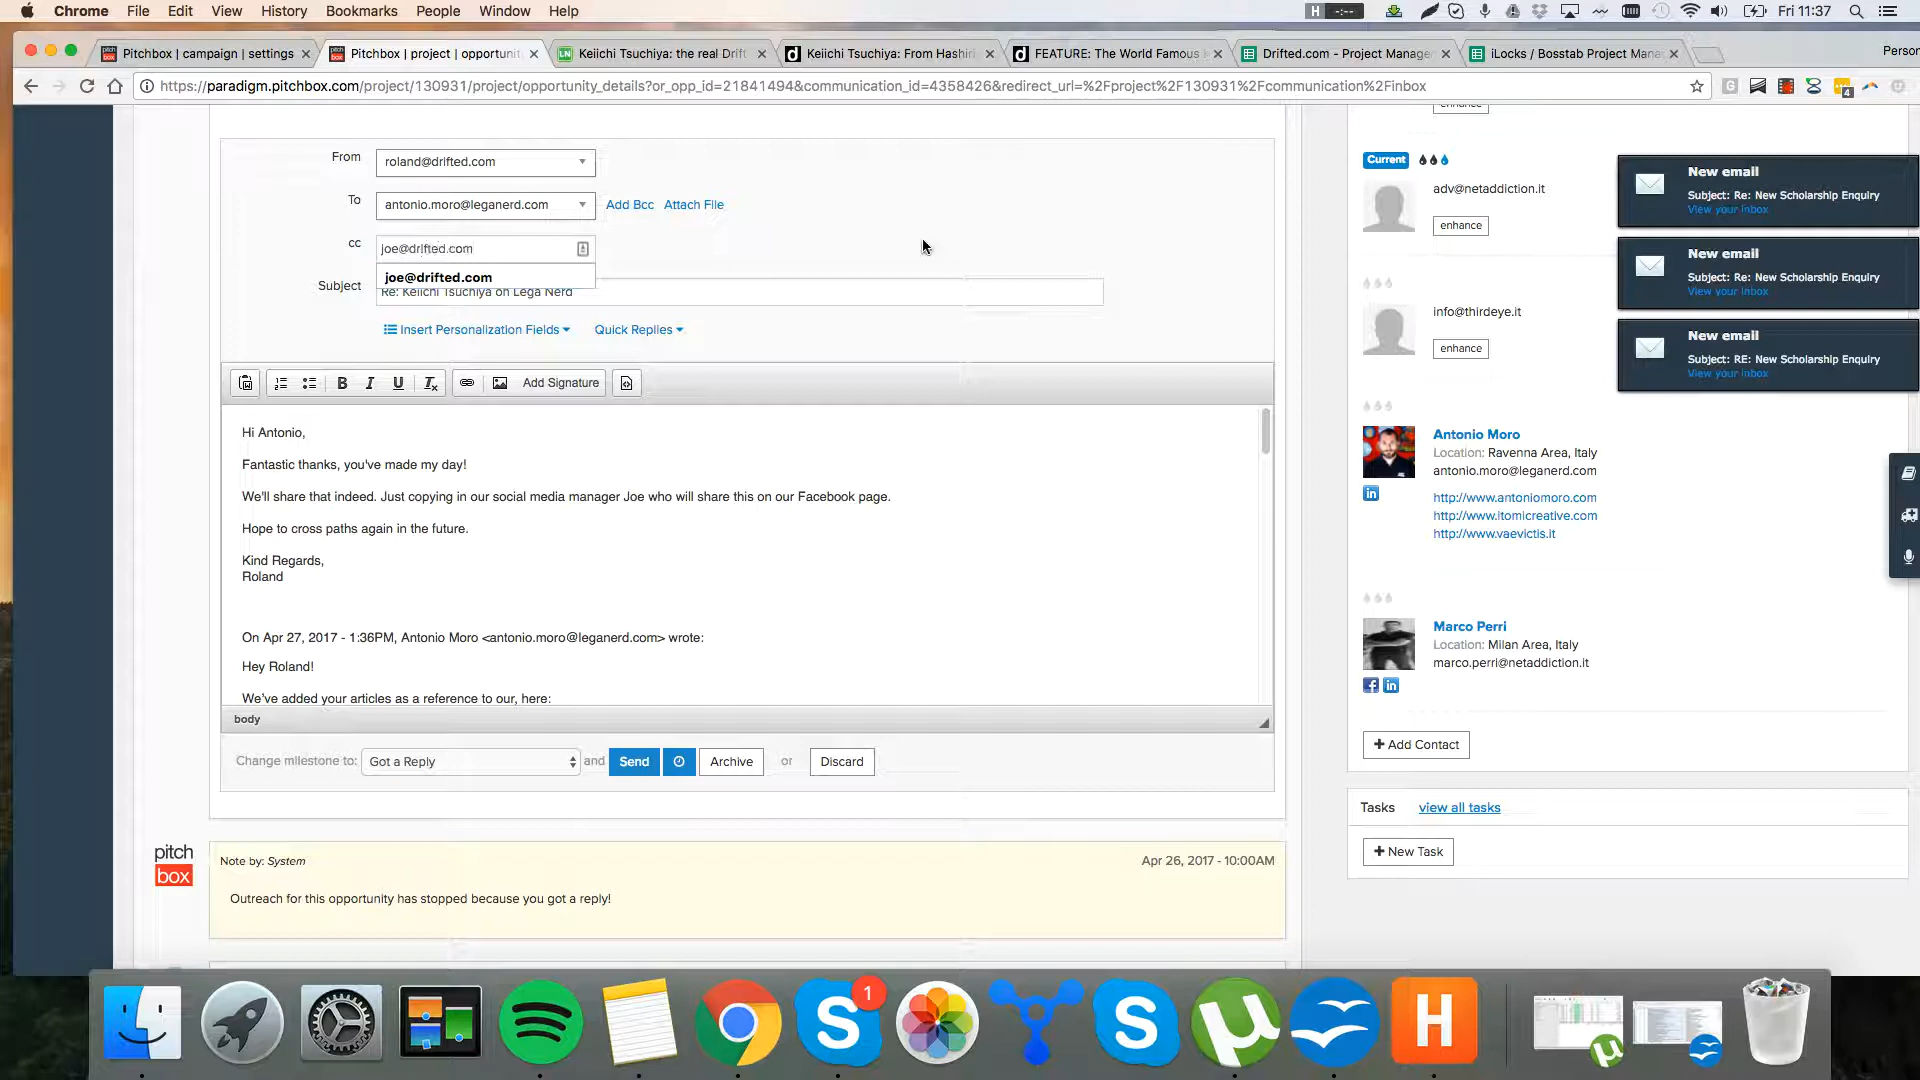 Chrome File Edit View History Bookmarks People Window Help
Fri 11:37
Pitchbox | campaign | settings
Pitchbox | project | opportunit
Keiichi Tsuchiya: the real Drift
Keiichi Tsuchiya: From Hashiri
FEATURE: The World Famous
Drifted.com - Project Manage
iLocks / Bosstab Project Mana
Person
https://paradigm.pitchbox.com/project/130931/project/opportunity_details?or_opp_id=21841494&communication_id=4358426&redirect_url=%2Fproject%2F130931%2Fcommunication%2Finbox
From roland@drifted.com
To antonio.moro@leganerd.com Add Bcc Attach File
cc joe@drifted.com
joe@drifted.com
Subject Re: Keiichi Tsuchiya on Lega Nerd
Insert Personalization Fields Quick Replies
B I U Tx Add Signature
Hi Antonio,
Fantastic thanks, you've made my day!
We'll share that indeed. Just copying in our social media manager Joe who will share this on our Facebook page.
Hope to cross paths again in the future.
Kind Regards,
Roland
On Apr 27, 2017 - 1:36PM, Antonio Moro <antonio.moro@leganerd.com> wrote:
Hey Roland!
We've added your articles as a reference to our, here:
body
Change milestone to: Got a Reply and Send Archive or Discard
pitch
box
Note by: System Apr 26, 2017 - 10:00AM
Outreach for this opportunity has stopped because you got a reply!
enhance
Current
adv@netaddiction.it
enhance
info@thirdeye.it
enhance
Antonio Moro
Location: Ravenna Area, Italy
antonio.moro@leganerd.com
http://www.antoniomoro.com
http://www.itomicreative.com
http://www.vaevictis.it
Marco Perri
Location: Milan Area, Italy
marco.perri@netaddiction.it
+ Add Contact
Tasks view all tasks
+ New Task
New email
Subject: Re: New Scholarship Enquiry
View your inbox
New email
Subject: Re: New Scholarship Enquiry
View your inbox
New email
Subject: RE: New Scholarship Enquiry
View your inbox
1